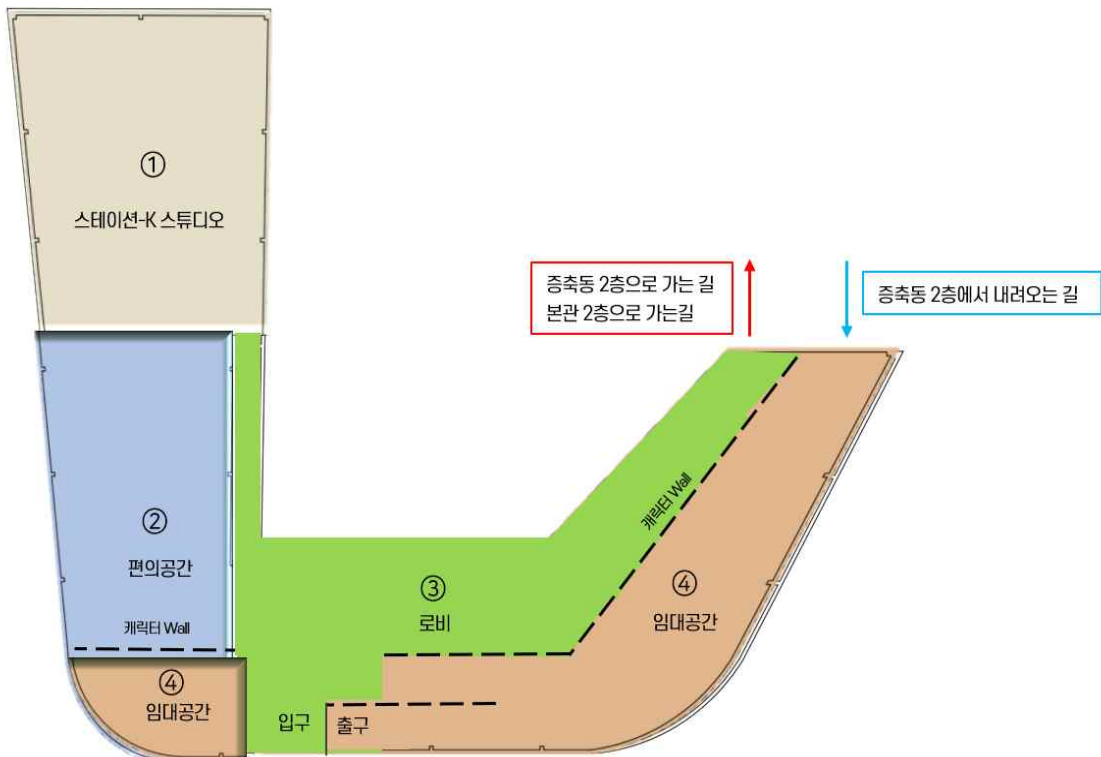 ①
스테이션-K 스튜디오
증축동 2층으로 가는 길
본관 2층으로 가는길
증축동 2층에서 내려오는 길
캐릭터 Wall
②
편의공간
③
로비
④
임대공간
캐릭터 Wall
④
임대공간
입구
출구